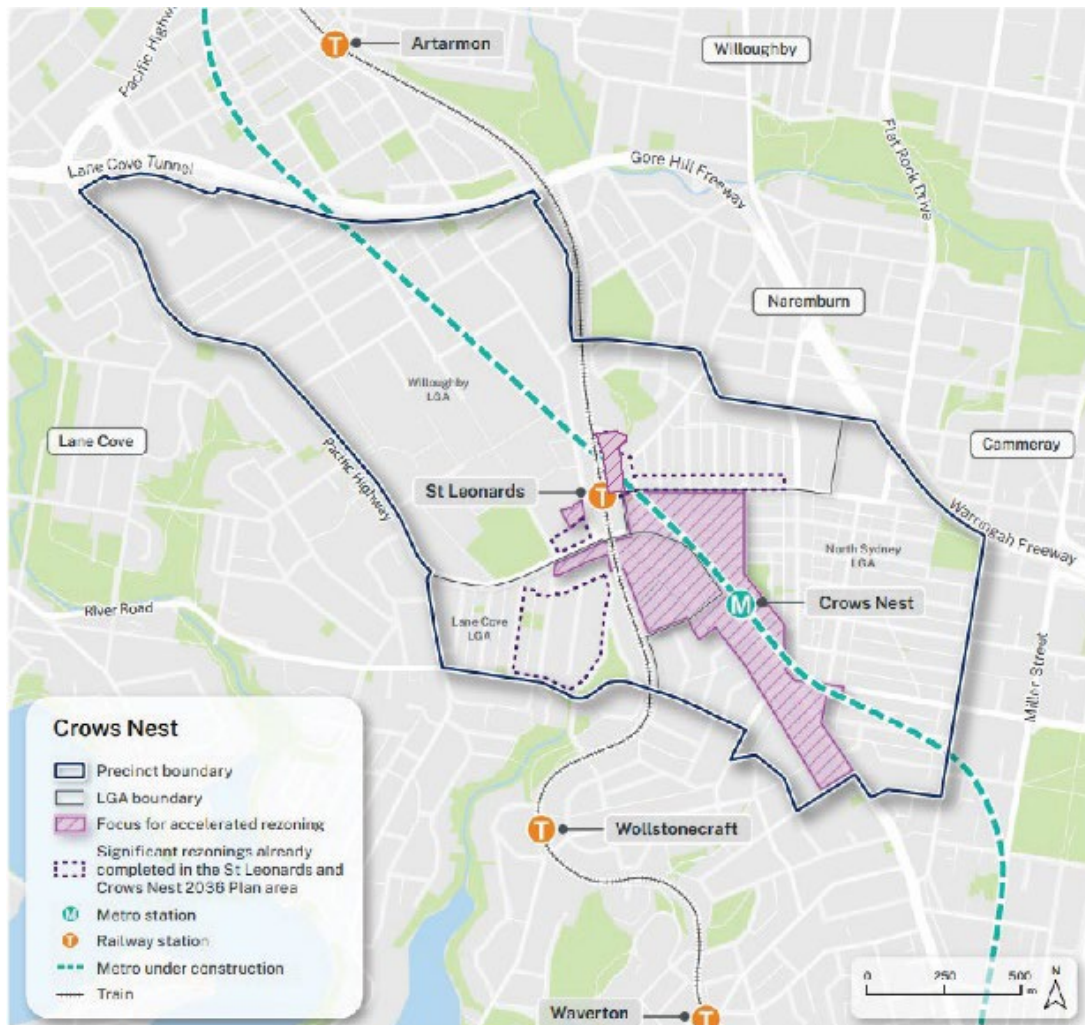 Artarmon
Willoughby
Pacific Highway
Flat Rock Drive
Lane Cove Tunnel
Gore Hill Freeway
Naremburn
Willoughby
LGA
Lane Cove
Cammeray
Pacific Highway
St Leonards
Warringah Freeway
North Sydney
LGA
Crows Nest
River Road
Lane Cove
LGA
Miller Street
Crows Nest
Precinct boundary
LGA boundary
Focus for accelerated rezoning
Significant rezonings already
completed in the St Leonards and
Crows Nest 2036 Plan area
M Metro station
T Railway station
Metro under construction
Train
T
T
M
T
T
Wollstonecraft
Waverton
0 250 500
m
N